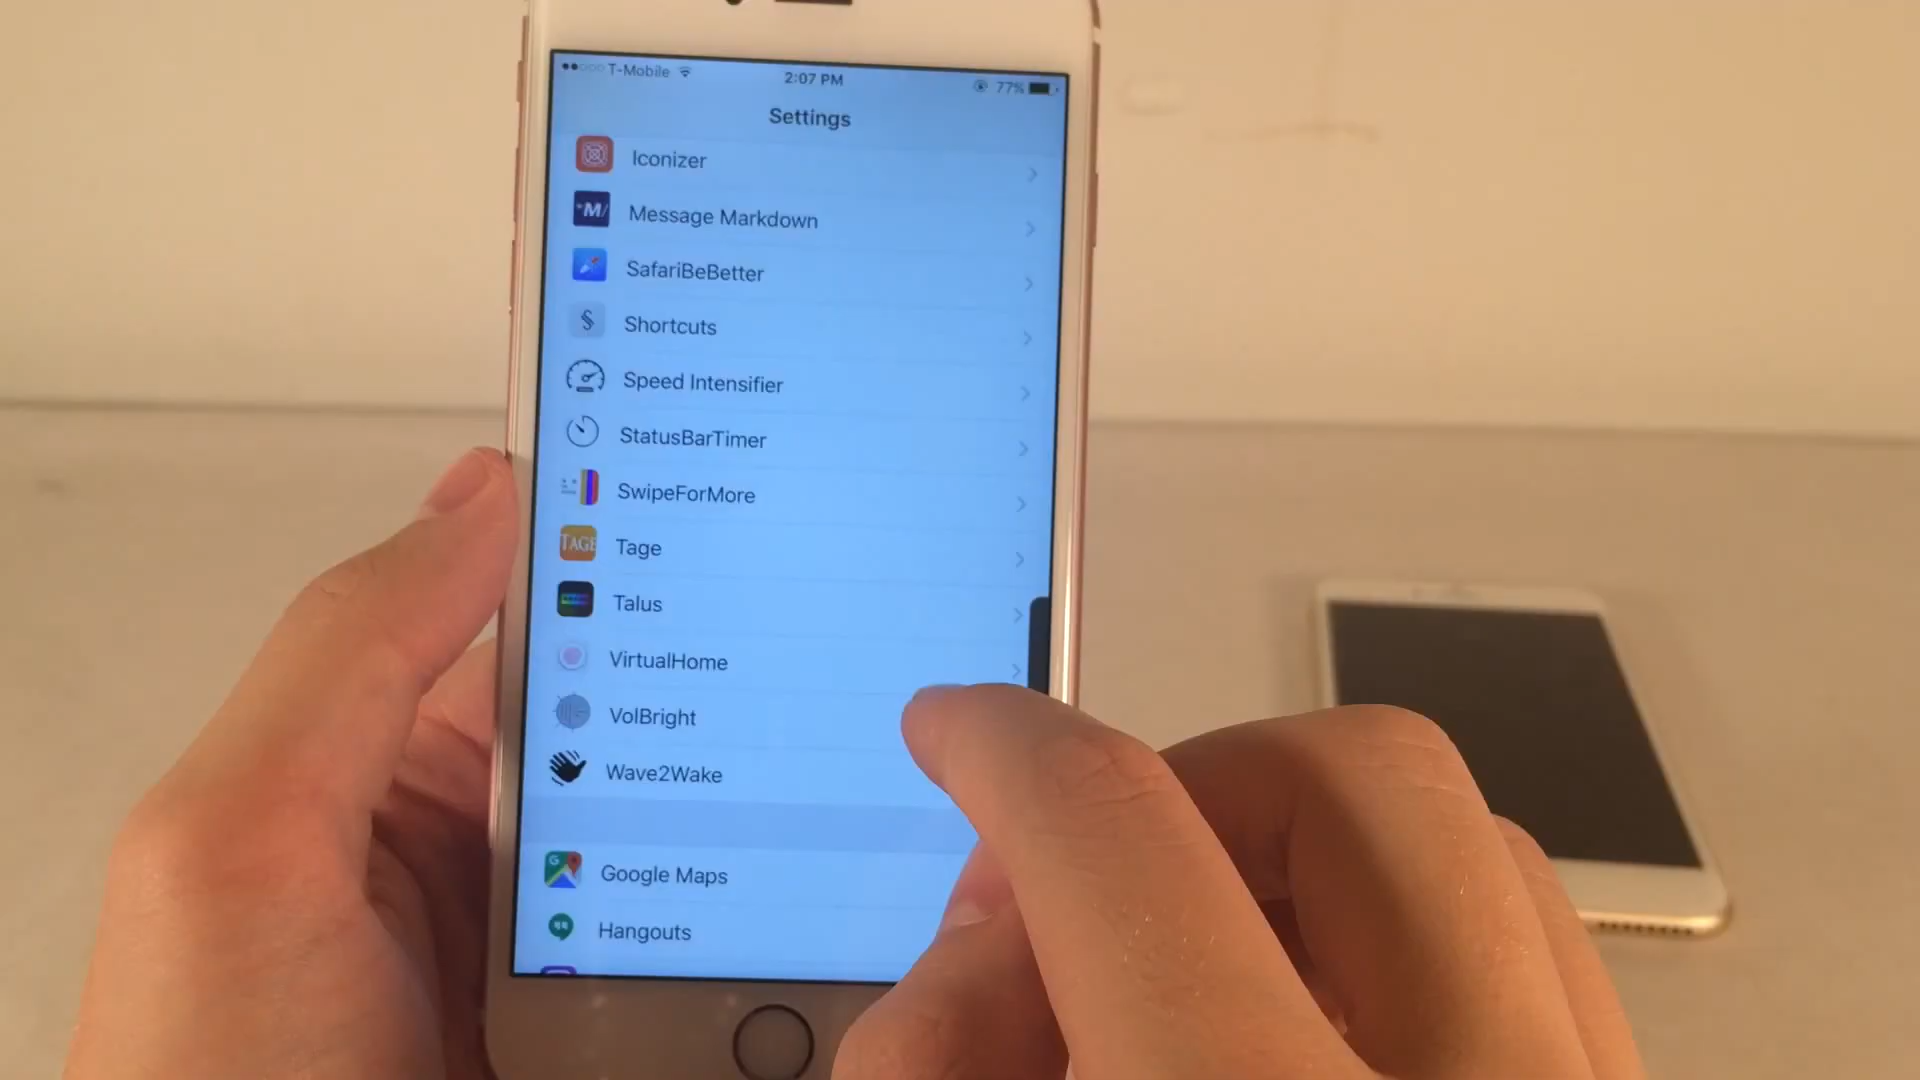 T-Mobile 2:07 PM 77%
Settings
Iconizer
*M/ Message Markdown
SafariBeBetter
Shortcuts
Speed Intensifier
StatusBarTimer
SwipeForMore
TAGE Tage
Talus
VirtualHome
VolBright
Wave2Wake
G Google Maps
Hangouts